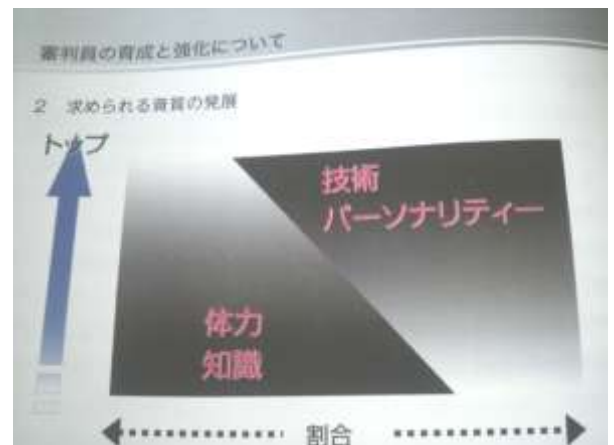 審判員の育成と強化について
2 求められる資質の発展
トップ
技術
パーソナリティー
体力
知識
割合